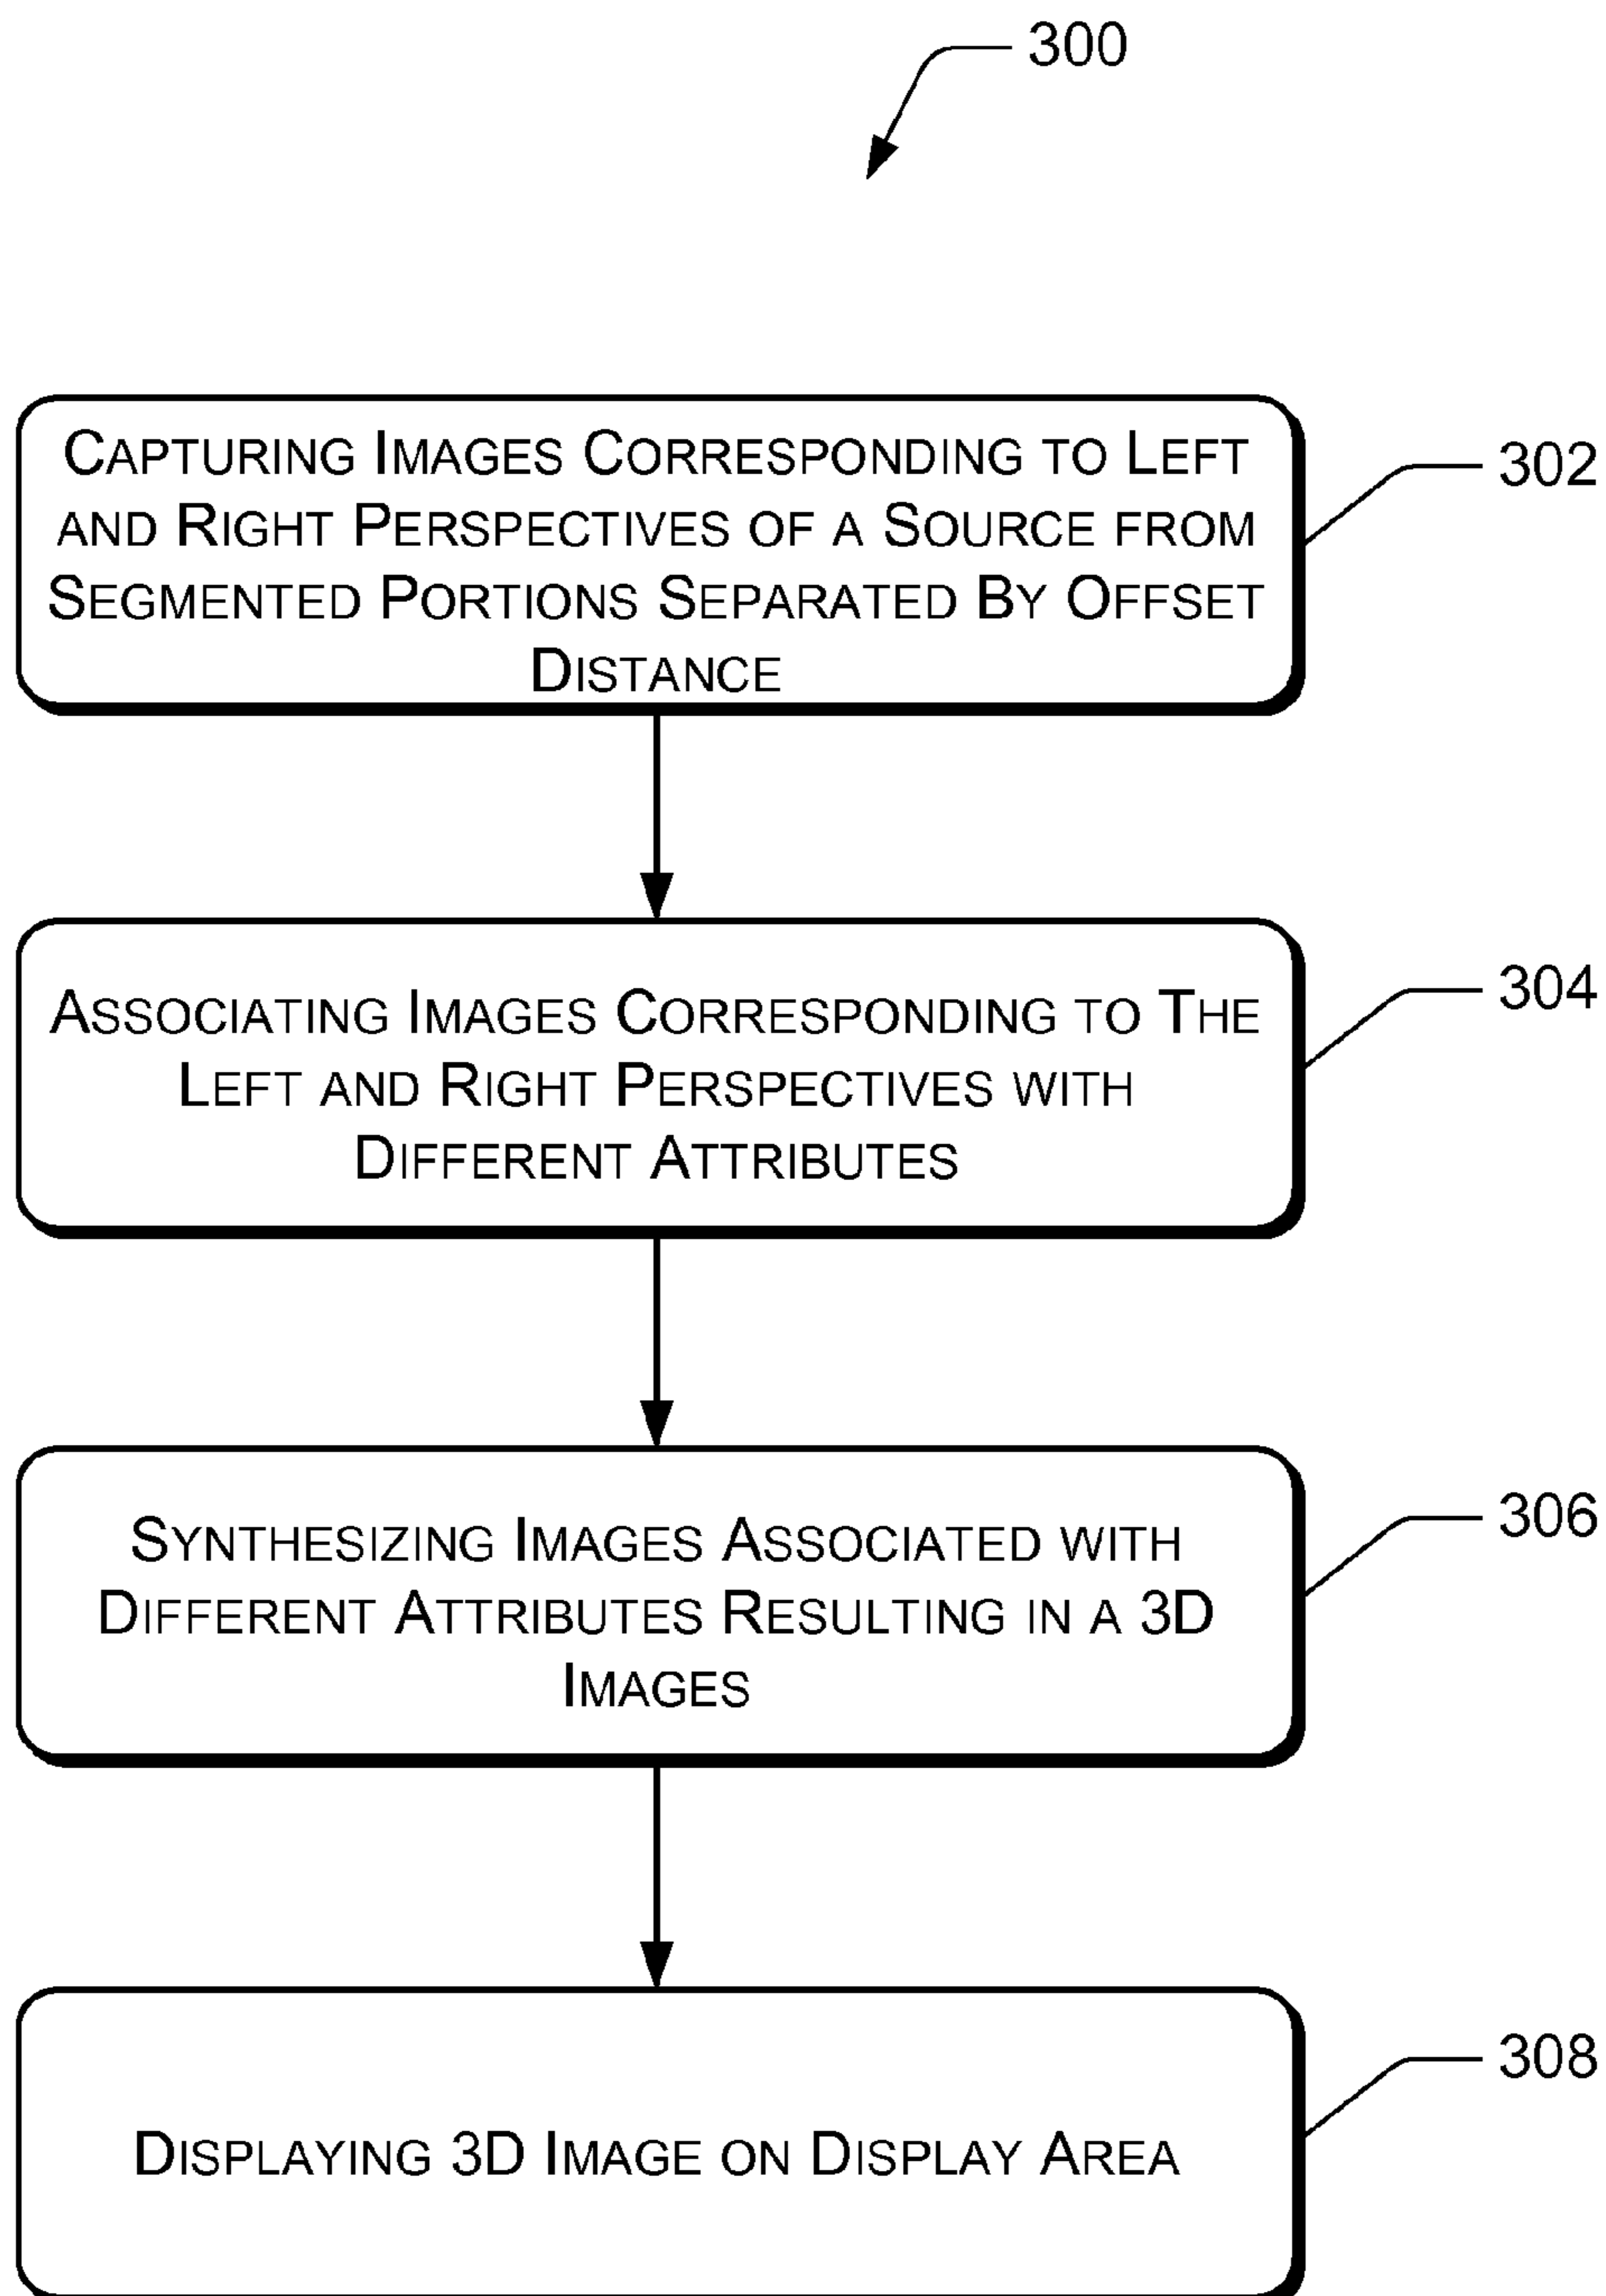 300
CAPTURING IMAGES CORRESPONDING TO LEFT
AND RIGHT PERSPECTIVES OF A SOURCE FROM
SEGMENTED PORTIONS SEPARATED BY OFFSET
DISTANCE
302
ASSOCIATING IMAGES CORRESPONDING TO THE
LEFT AND RIGHT PERSPECTIVES WITH
DIFFERENT ATTRIBUTES
304
SYNTHESIZING IMAGES ASSOCIATED WITH
DIFFERENT ATTRIBUTES RESULTING IN A 3D
IMAGES
306
DISPLAYING 3D IMAGE ON DISPLAY AREA
308